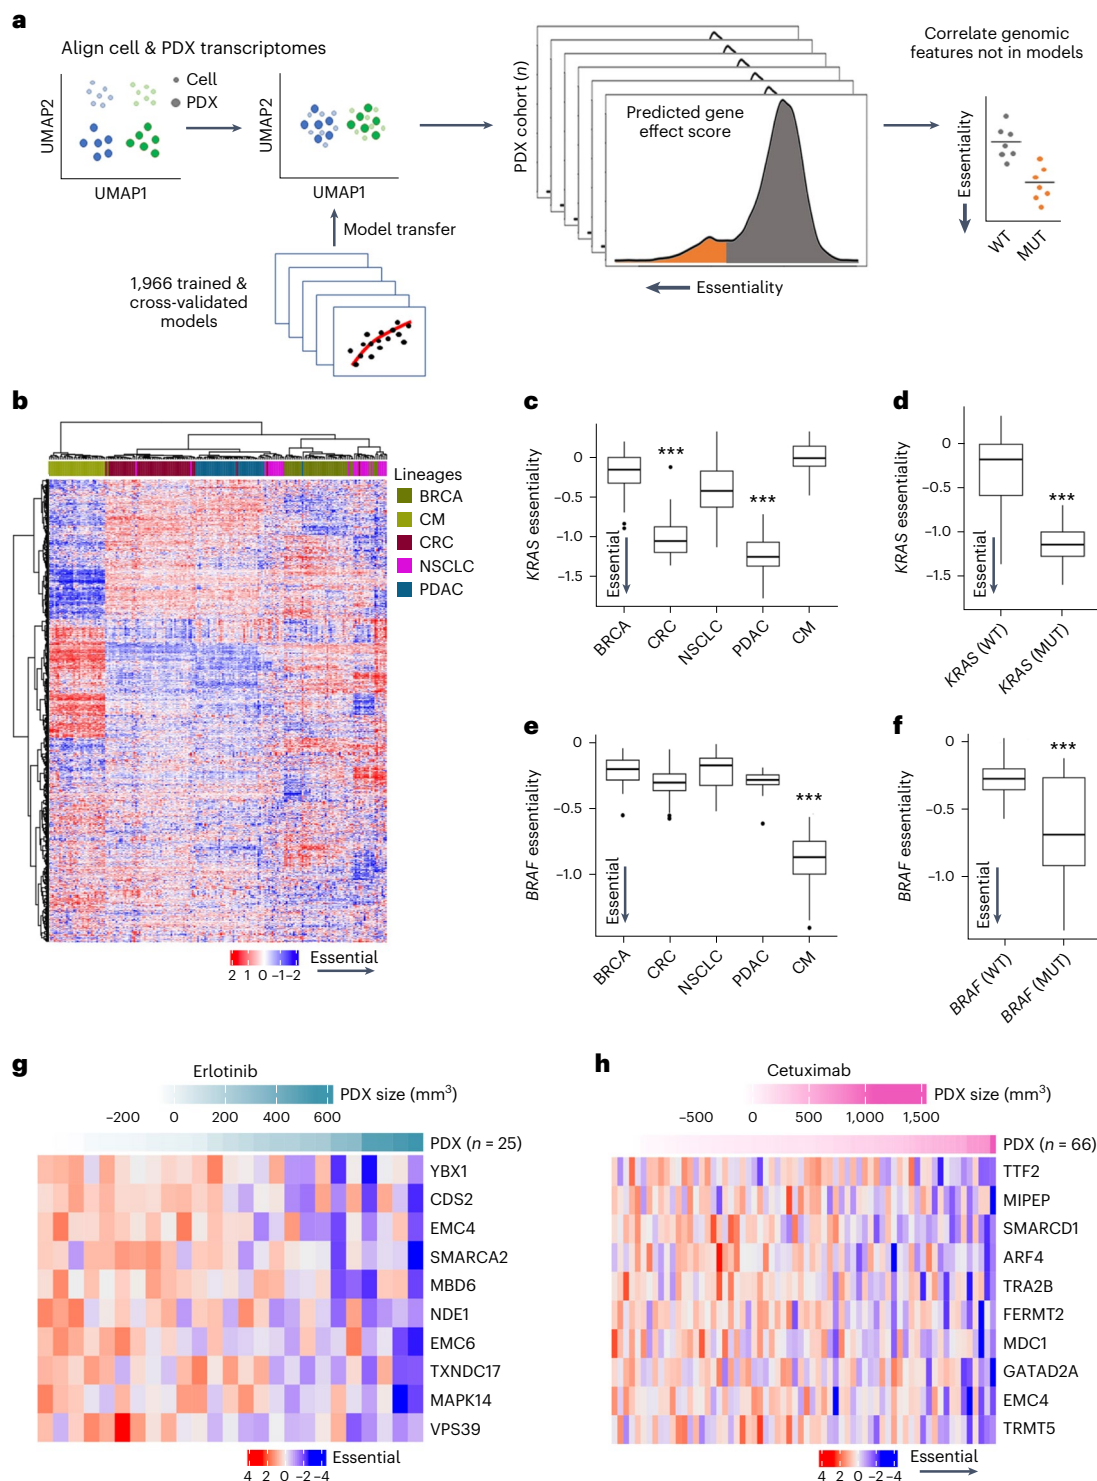 a
Align cell & PDX transcriptomes
Cell
PDX
UMAP2
UMAP1
UMAP2
UMAP1
Model transfer
1,966 trained &
cross-validated
models
PDX cohort (n)
Predicted gene
effect score
Essentiality
Correlate genomic
features not in models
Essentiality
WT
MUT
b
Lineages
BRCA
CM
CRC
NSCLC
PDAC
2 1 0 –1 –2
Essential
c
KRAS essentiality
0
–0.5
–1.0
–1.5
Essential
***
***
BRCA
CRC
NSCLC
PDAC
CM
d
KRAS essentiality
0
–0.5
–1.0
–1.5
Essential
***
KRAS (WT)
KRAS (MUT)
e
BRAF essentiality
0
–0.5
–1.0
Essential
***
BRCA
CRC
NSCLC
PDAC
CM
f
BRAF essentiality
0
–0.5
–1.0
Essential
***
BRAF (WT)
BRAF (MUT)
g
Erlotinib
PDX size (mm³)
–200 0 200 400 600
PDX (n = 25)
YBX1
CDS2
EMC4
SMARCA2
MBD6
NDE1
EMC6
TXNDC17
MAPK14
VPS39
4 2 0 –2 –4
Essential
h
Cetuximab
PDX size (mm³)
–500 0 500 1,000 1,500
PDX (n = 66)
TTF2
MIPEP
SMARCD1
ARF4
TRA2B
FERMT2
MDC1
GATAD2A
EMC4
TRMT5
4 2 0 –2 –4
Essential